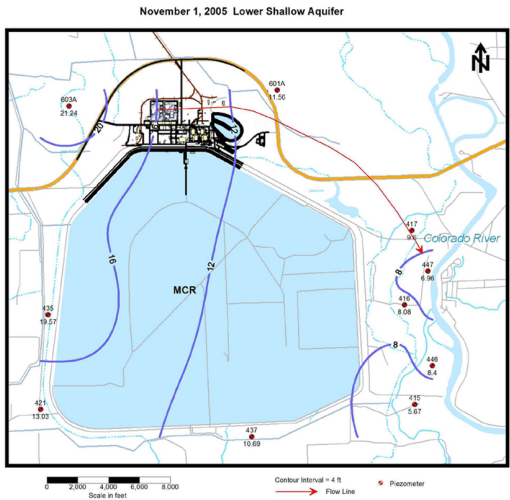 November 1, 2005 Lower Shallow Aquifer
N
601A
11.56
603A
21.24
20
12
417
9.6
Colorado River
447
6.96
8
16
12
MCR
416
8.08
435
19.57
8
446
8.4
421
13.03
415
5.67
437
10.69
0 2,000 4,000 6,000 8,000
Scale in feet
Contour Interval = 4 ft
Flow Line
Piezometer